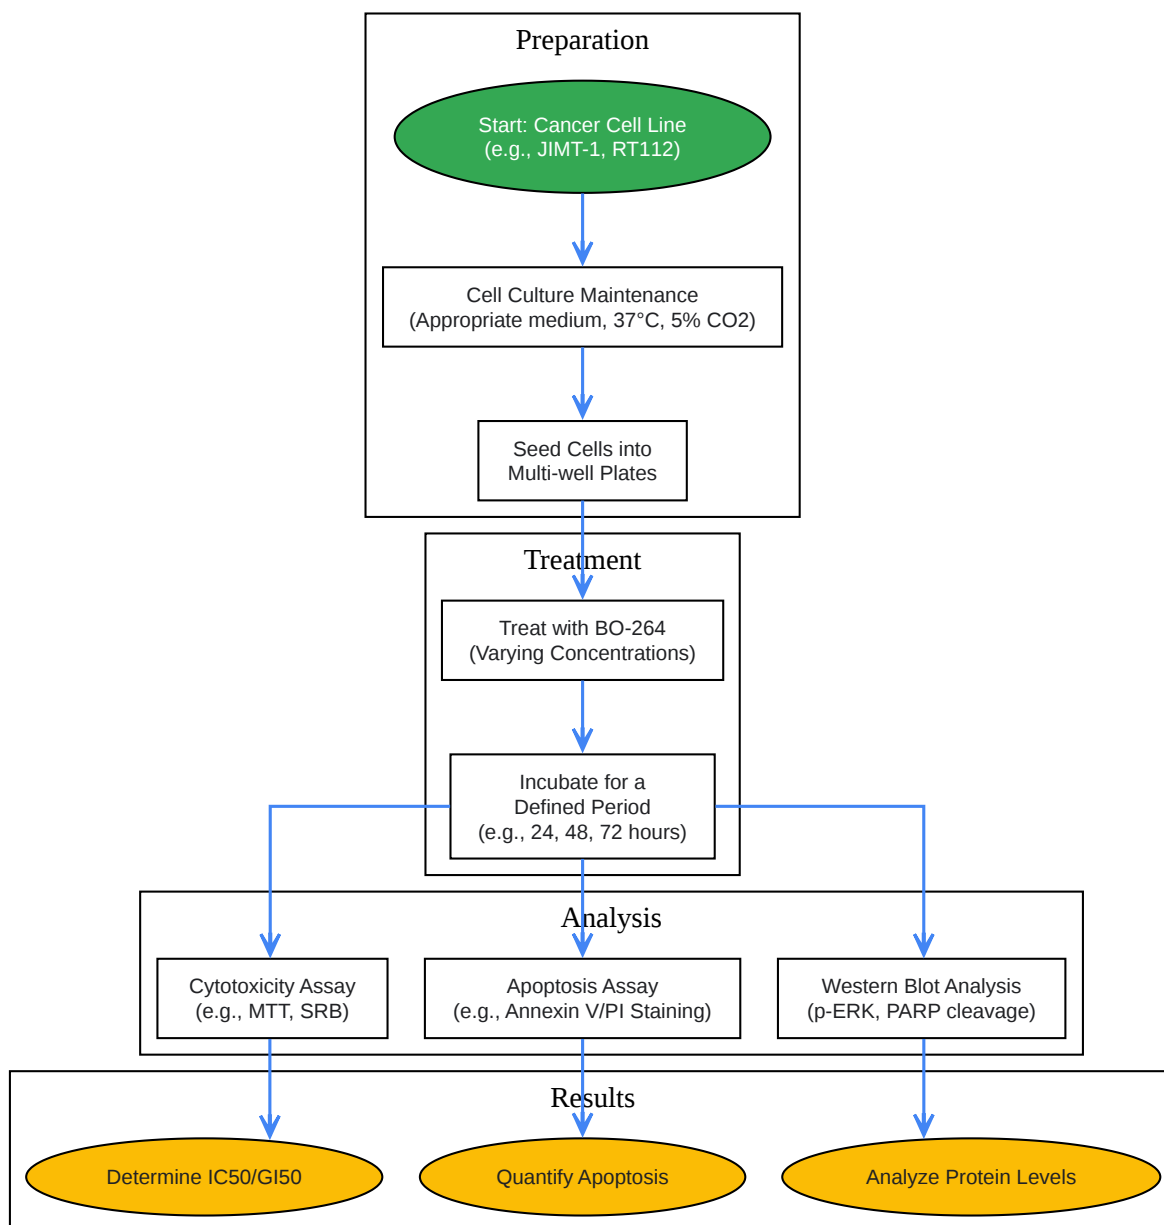 Preparation
Start: Cancer Cell Line
(e.g., JIMT-1, RT112)
Cell Culture Maintenance
(Appropriate medium, 37°C, 5% CO2)
Seed Cells into
Multi-well Plates
Treatment
Treat with BO-264
(Varying Concentrations)
Incubate for a
Defined Period
(e.g., 24, 48, 72 hours)
Analysis
Cytotoxicity Assay
(e.g., MTT, SRB)
Apoptosis Assay
(e.g., Annexin V/PI Staining)
Western Blot Analysis
(p-ERK, PARP cleavage)
Results
Determine IC50/GI50
Quantify Apoptosis
Analyze Protein Levels